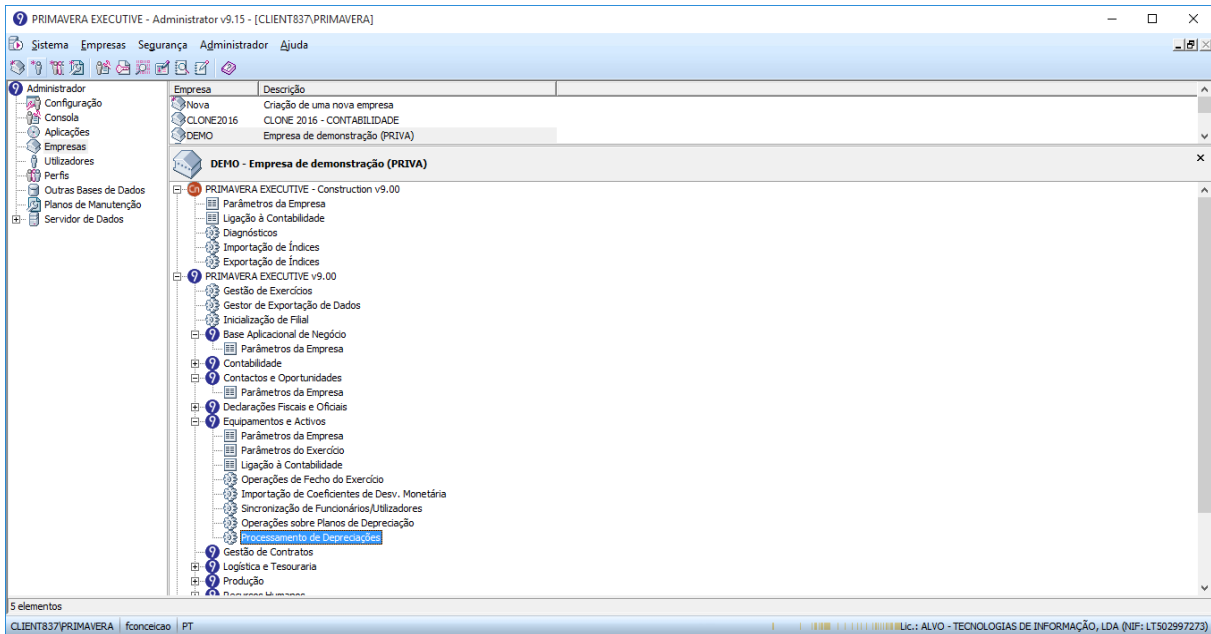 PRIMAVERA EXECUTIVE - Administrator v9.15 - [CLIENT837\PRIMAVERA]
Sistema Empresas Segurança Administrador Ajuda
Administrador
Configuração
Consola
Aplicações
Empresas
Utilizadores
Perfis
Outras Bases de Dados
Planos de Manutenção
Servidor de Dados
Empresa Descrição
Nova Criação de uma nova empresa
CLONE2016 CLONE 2016 - CONTABILIDADE
DEMO Empresa de demonstração (PRIVA)
DEMO - Empresa de demonstração (PRIVA)
PRIMAVERA EXECUTIVE - Construction v9.00
Parâmetros da Empresa
Ligação à Contabilidade
Diagnósticos
Importação de Índices
Exportação de Índices
PRIMAVERA EXECUTIVE v9.00
Gestão de Exercícios
Gestor de Exportação de Dados
Inicialização de Filial
Base Aplicacional de Negócio
Parâmetros da Empresa
Contabilidade
Contactos e Oportunidades
Parâmetros da Empresa
Declarações Fiscais e Oficiais
Equipamentos e Activos
Parâmetros da Empresa
Parâmetros do Exercício
Ligação à Contabilidade
Operações de Fecho do Exercício
Importação de Coeficientes de Desv. Monetária
Sincronização de Funcionários/Utilizadores
Operações sobre Planos de Depreciação
Processamento de Depreciações
Gestão de Contratos
Logística e Tesouraria
Produção
Recursos Humanos
5 elementos
CLIENT837\PRIMAVERA fconceicao PT Lic.: ALVO - TECNOLOGIAS DE INFORMAÇÃO, LDA (NIF: LT502997273)